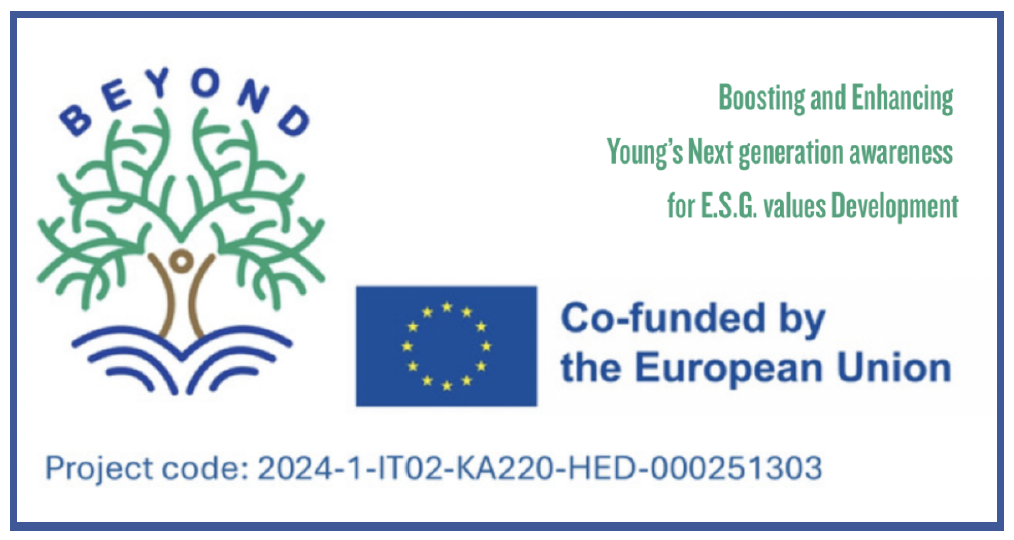 BEYOND
Boosting and Enhancing
Young's Next generation awareness
for E.S.G. values Development
Co-funded by
the European Union
Project code: 2024-1-IT02-KA220-HED-000251303